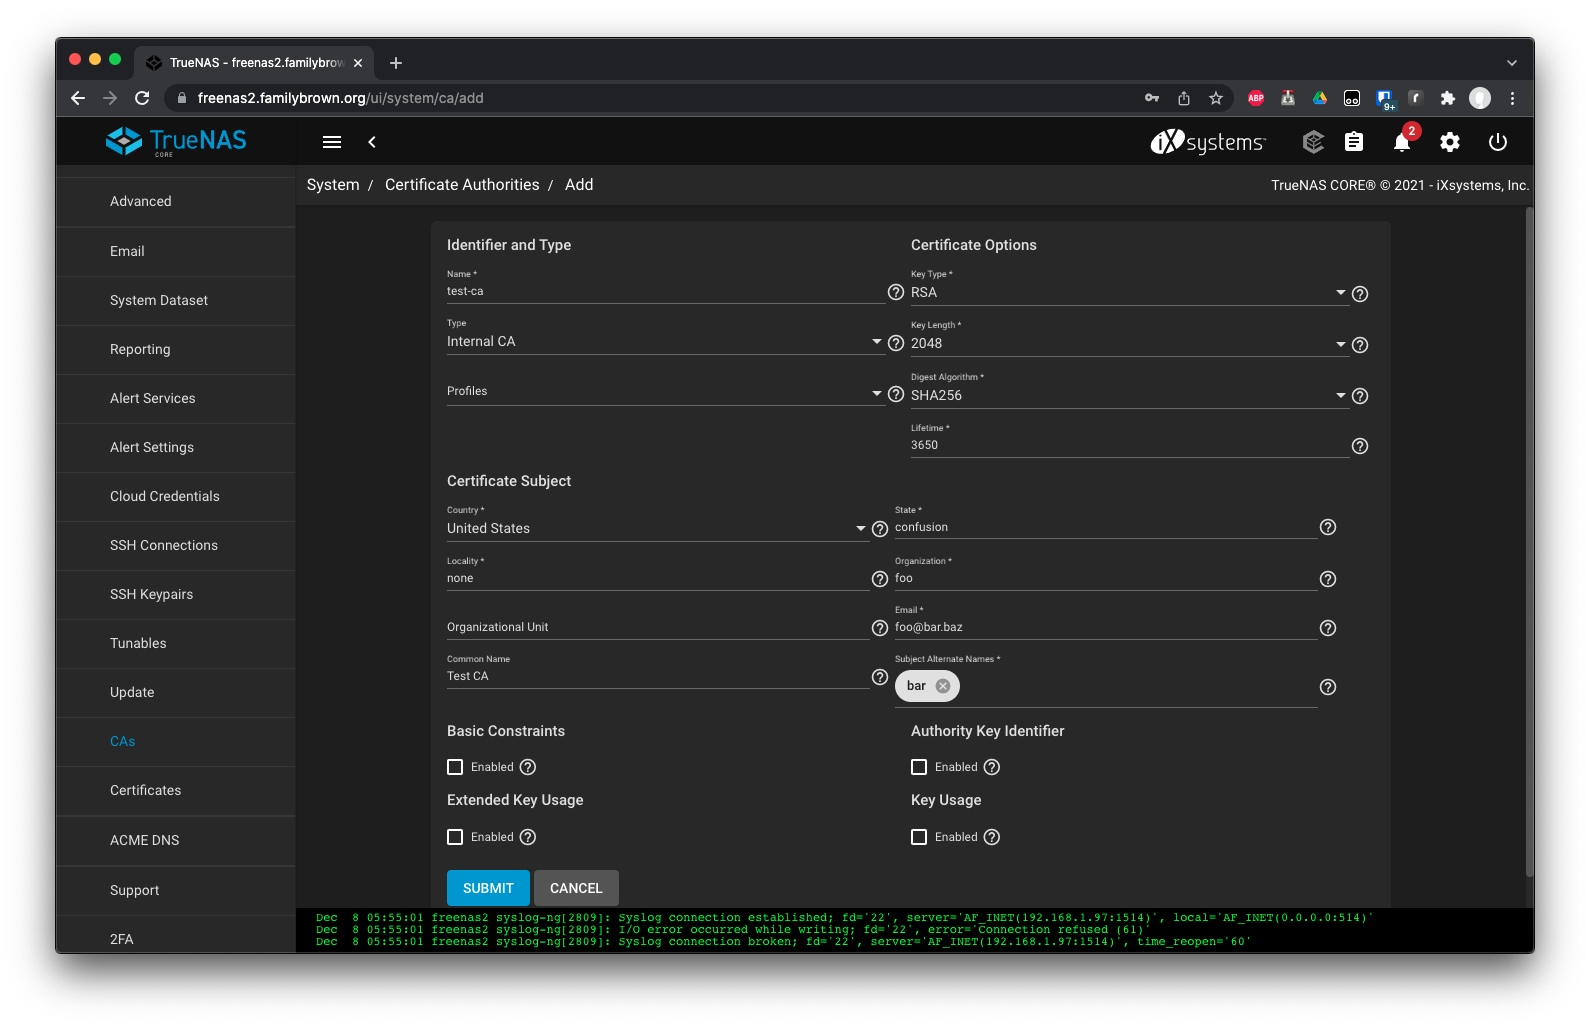 TrueNAS - freenas2.familybrow
freenas2.familybrown.org/ui/system/ca/add
ABP
9+
TrueNAS
CORE
iXsystems
2
System / Certificate Authorities / Add
TrueNAS CORE® © 2021 - iXsystems, Inc.
Advanced
Email
System Dataset
Reporting
Alert Services
Alert Settings
Cloud Credentials
SSH Connections
SSH Keypairs
Tunables
Update
CAs
Certificates
ACME DNS
Support
2FA
Identifier and Type
Name *
test-ca
Type
Internal CA
Profiles
Certificate Options
Key Type *
RSA
Key Length *
2048
Digest Algorithm *
SHA256
Lifetime *
3650
Certificate Subject
Country *
United States
State *
confusion
Locality *
none
Organization *
foo
Organizational Unit
Email *
foo@bar.baz
Common Name
Test CA
Subject Alternate Names *
bar
Basic Constraints
Enabled
Authority Key Identifier
Enabled
Extended Key Usage
Enabled
Key Usage
Enabled
SUBMIT
CANCEL
Dec 8 05:55:01 freenas2 syslog-ng[2809]: Syslog connection established; fd='22', server='AF_INET(192.168.1.97:1514)', local='AF_INET(0.0.0.0:514)'
Dec 8 05:55:01 freenas2 syslog-ng[2809]: I/O error occurred while writing; fd='22', error='Connection refused (61)'
Dec 8 05:55:01 freenas2 syslog-ng[2809]: Syslog connection broken; fd='22', server='AF_INET(192.168.1.97:1514)', time_reopen='60'